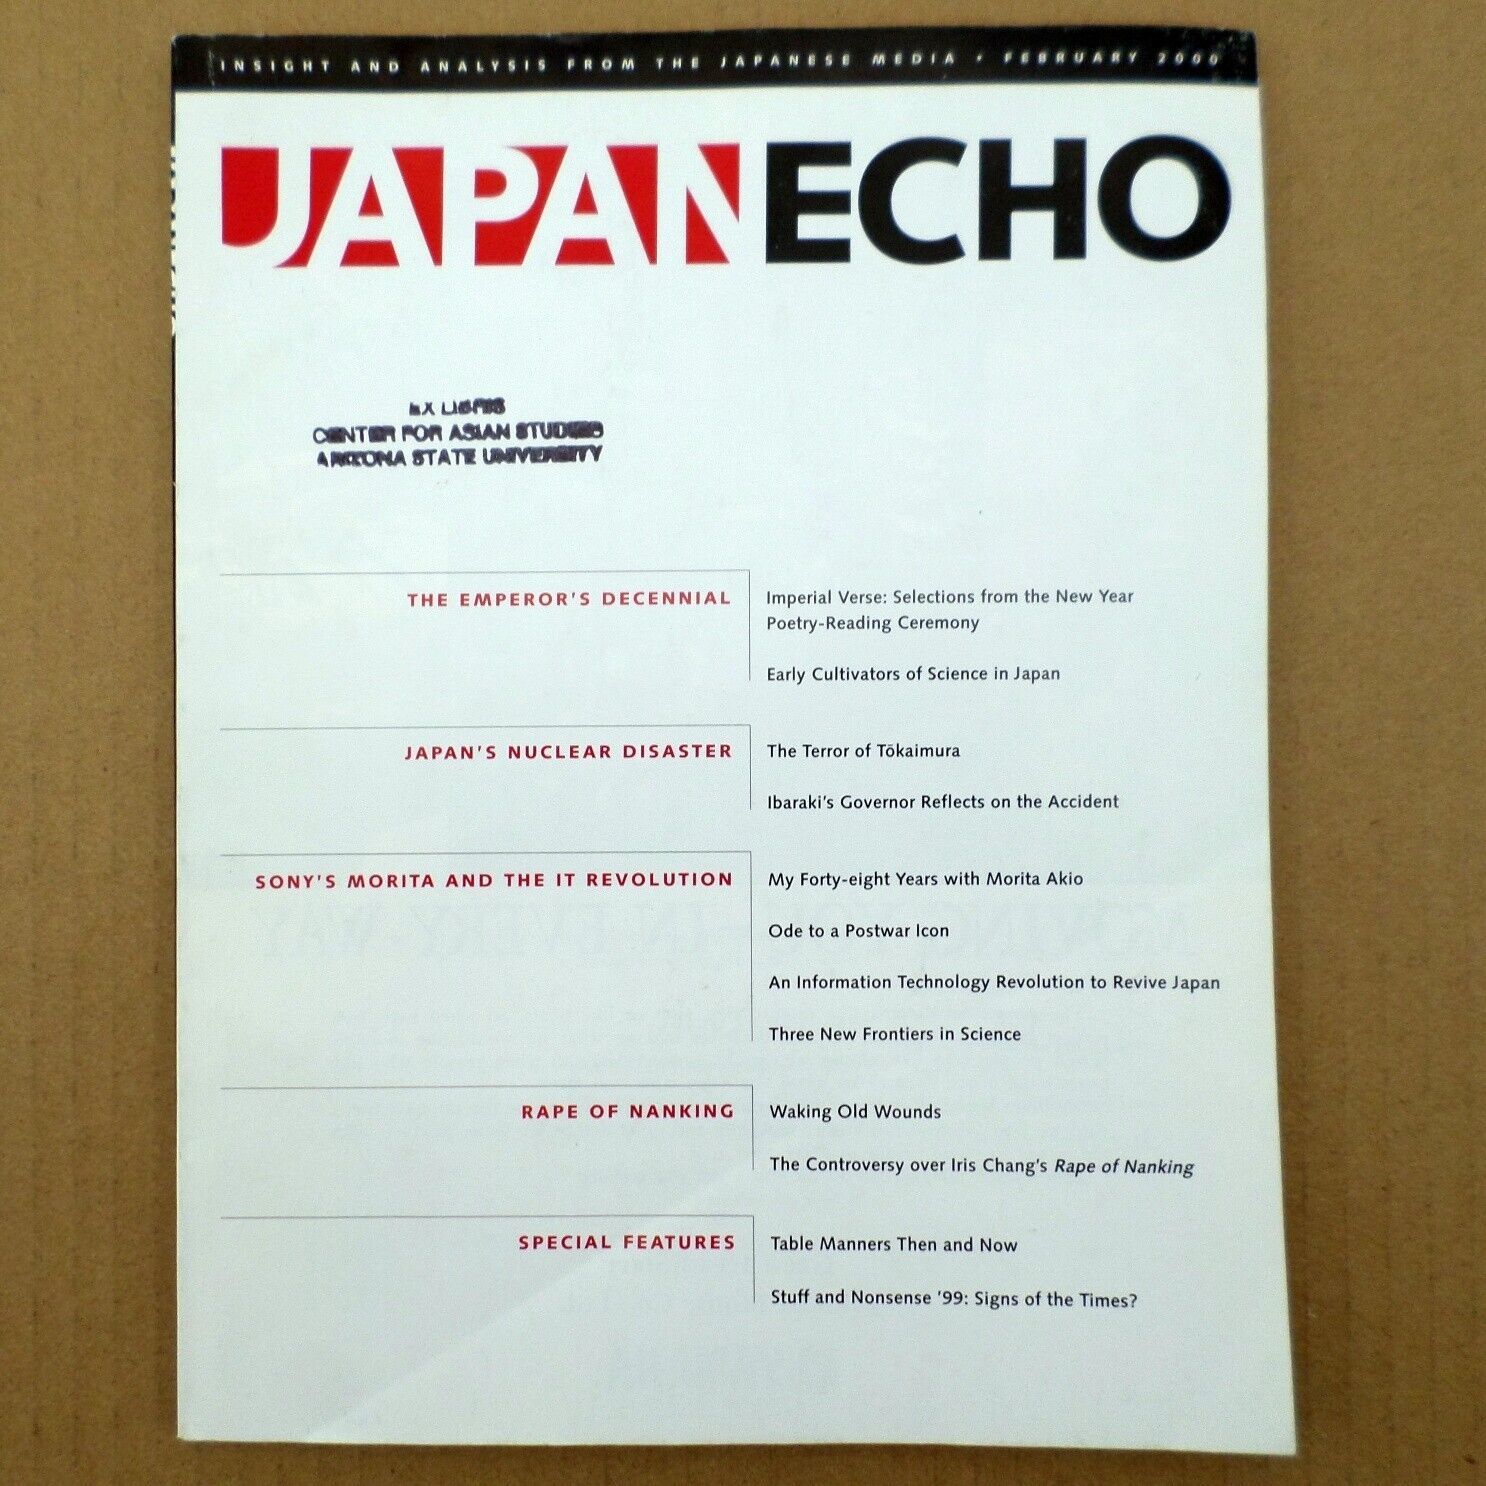 INSIGHT AND ANALYSIS FROM THE JAPANESE MEDIA • FEBRUARY 2000
JAPANECHO
EX LIBRIS
CENTER FOR ASIAN STUDIES
ARIZONA STATE UNIVERSITY
THE EMPEROR'S DECENNIAL
Imperial Verse: Selections from the New Year
Poetry-Reading Ceremony
Early Cultivators of Science in Japan
JAPAN'S NUCLEAR DISASTER
The Terror of Tōkaimura
Ibaraki's Governor Reflects on the Accident
SONY'S MORITA AND THE IT REVOLUTION
My Forty-eight Years with Morita Akio
Ode to a Postwar Icon
An Information Technology Revolution to Revive Japan
Three New Frontiers in Science
RAPE OF NANKING
Waking Old Wounds
The Controversy over Iris Chang's Rape of Nanking
SPECIAL FEATURES
Table Manners Then and Now
Stuff and Nonsense '99: Signs of the Times?